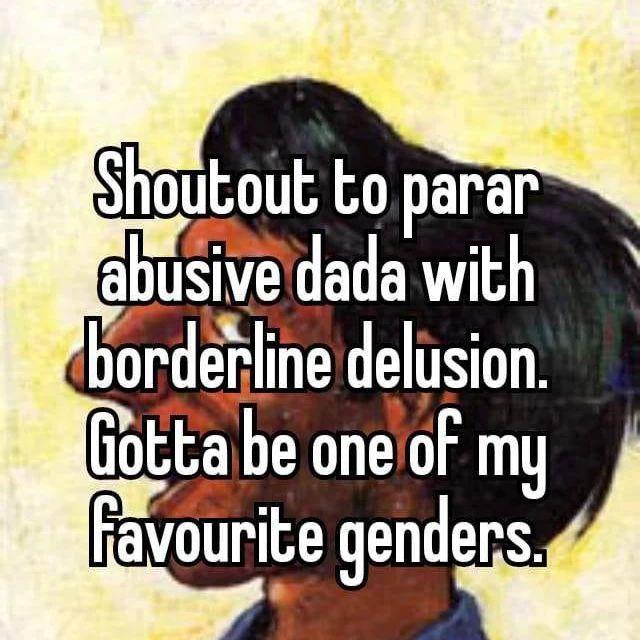 Shoutout to parar
abusive dada with
borderline delusion.
Gotta be one of my
favourite genders.